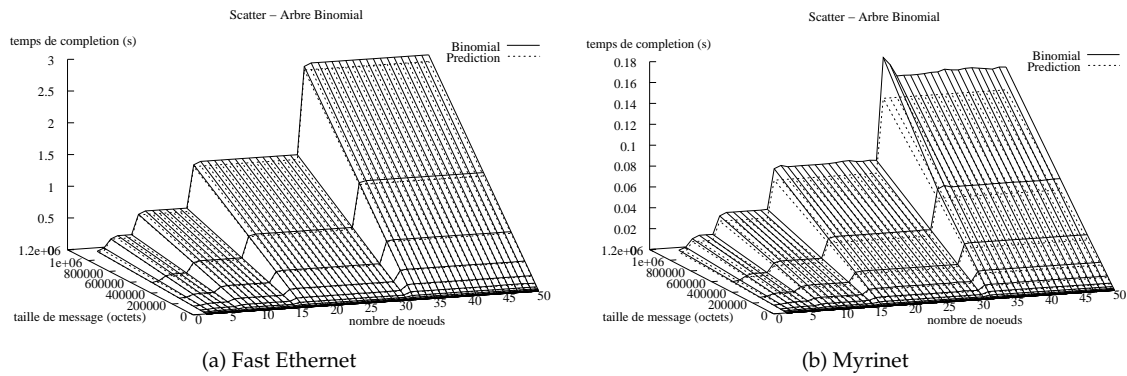 Scatter – Arbre Binomial
temps de completion (s)
Binomial
Prediction
3
2.5
2
1.5
1
0.5
0
1.2e+06
1e+06
800000
600000
400000
200000
0
taille de message (octets)
0
5
10
15
20
25
30
35
40
45
50
nombre de noeuds
(a) Fast Ethernet
Scatter – Arbre Binomial
temps de completion (s)
Binomial
Prediction
0.18
0.16
0.14
0.12
0.10
0.08
0.06
0.04
0.02
0
1.2e+06
1e+06
800000
600000
400000
200000
0
taille de message (octets)
0
5
10
15
20
25
30
35
40
45
50
nombre de noeuds
(b) Myrinet